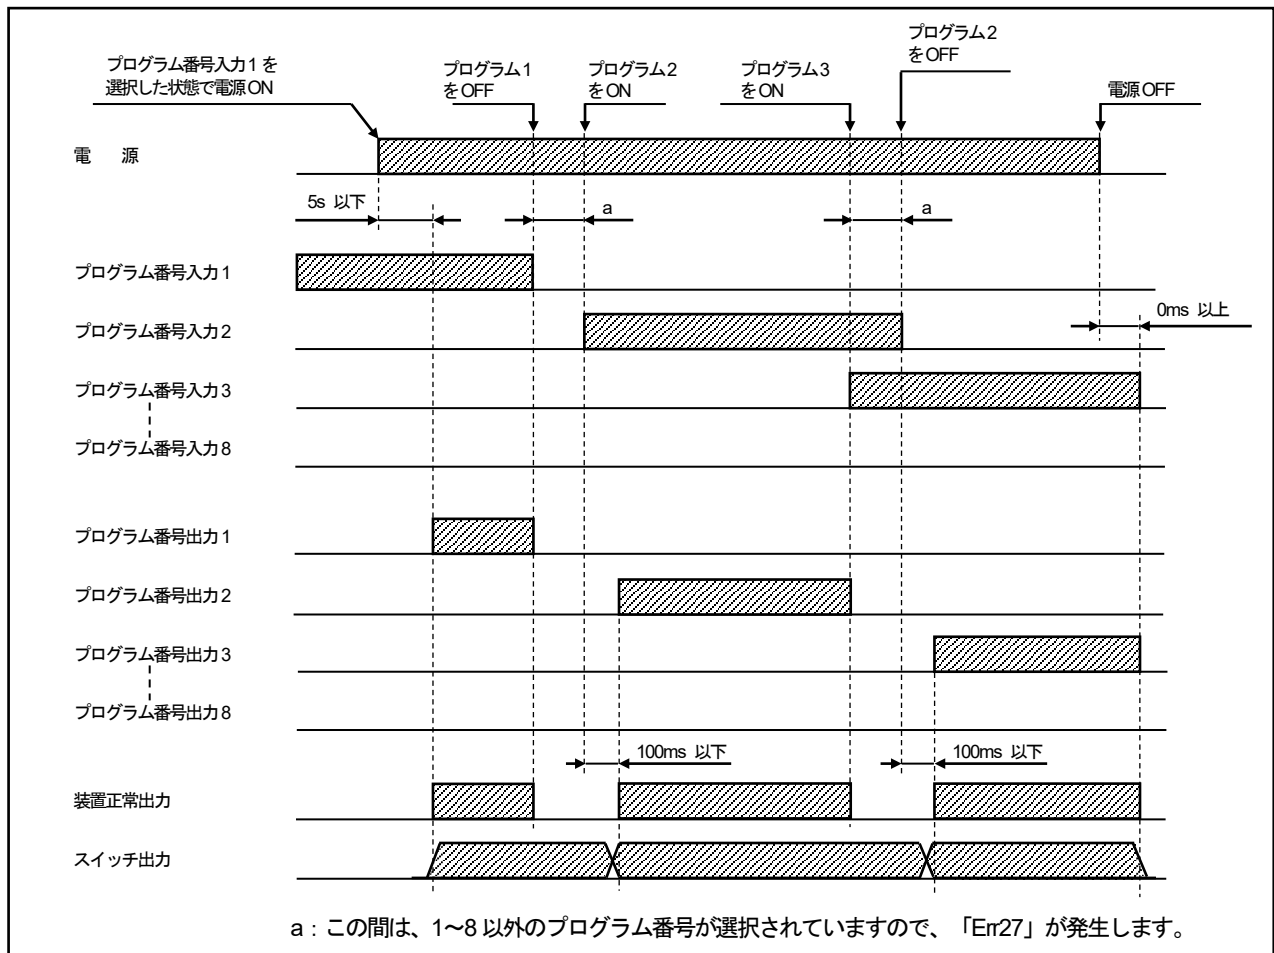 プログラム番号入力1を
選択した状態で電源ON
プログラム1
をOFF
プログラム2
をON
プログラム3
をON
プログラム2
をOFF
電源OFF
電　源
5s 以下
a
a
プログラム番号入力1
プログラム番号入力2
0ms 以上
プログラム番号入力3
プログラム番号入力8
プログラム番号出力1
プログラム番号出力2
プログラム番号出力3
プログラム番号出力8
100ms 以下
100ms 以下
装置正常出力
スイッチ出力
a：この間は、1～8以外のプログラム番号が選択されていますので、「Err27」が発生します。